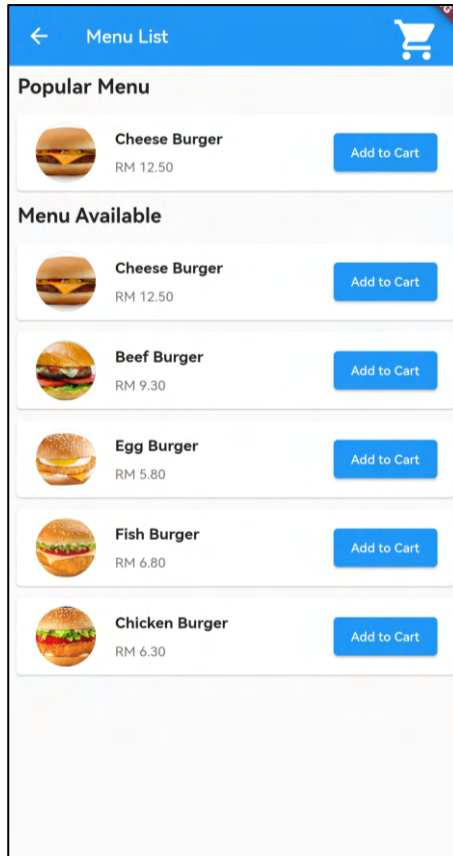 Menu List
Popular Menu
Cheese Burger
RM 12.50
Add to Cart
Menu Available
Cheese Burger
RM 12.50
Add to Cart
Beef Burger
RM 9.30
Add to Cart
Egg Burger
RM 5.80
Add to Cart
Fish Burger
RM 6.80
Add to Cart
Chicken Burger
RM 6.30
Add to Cart